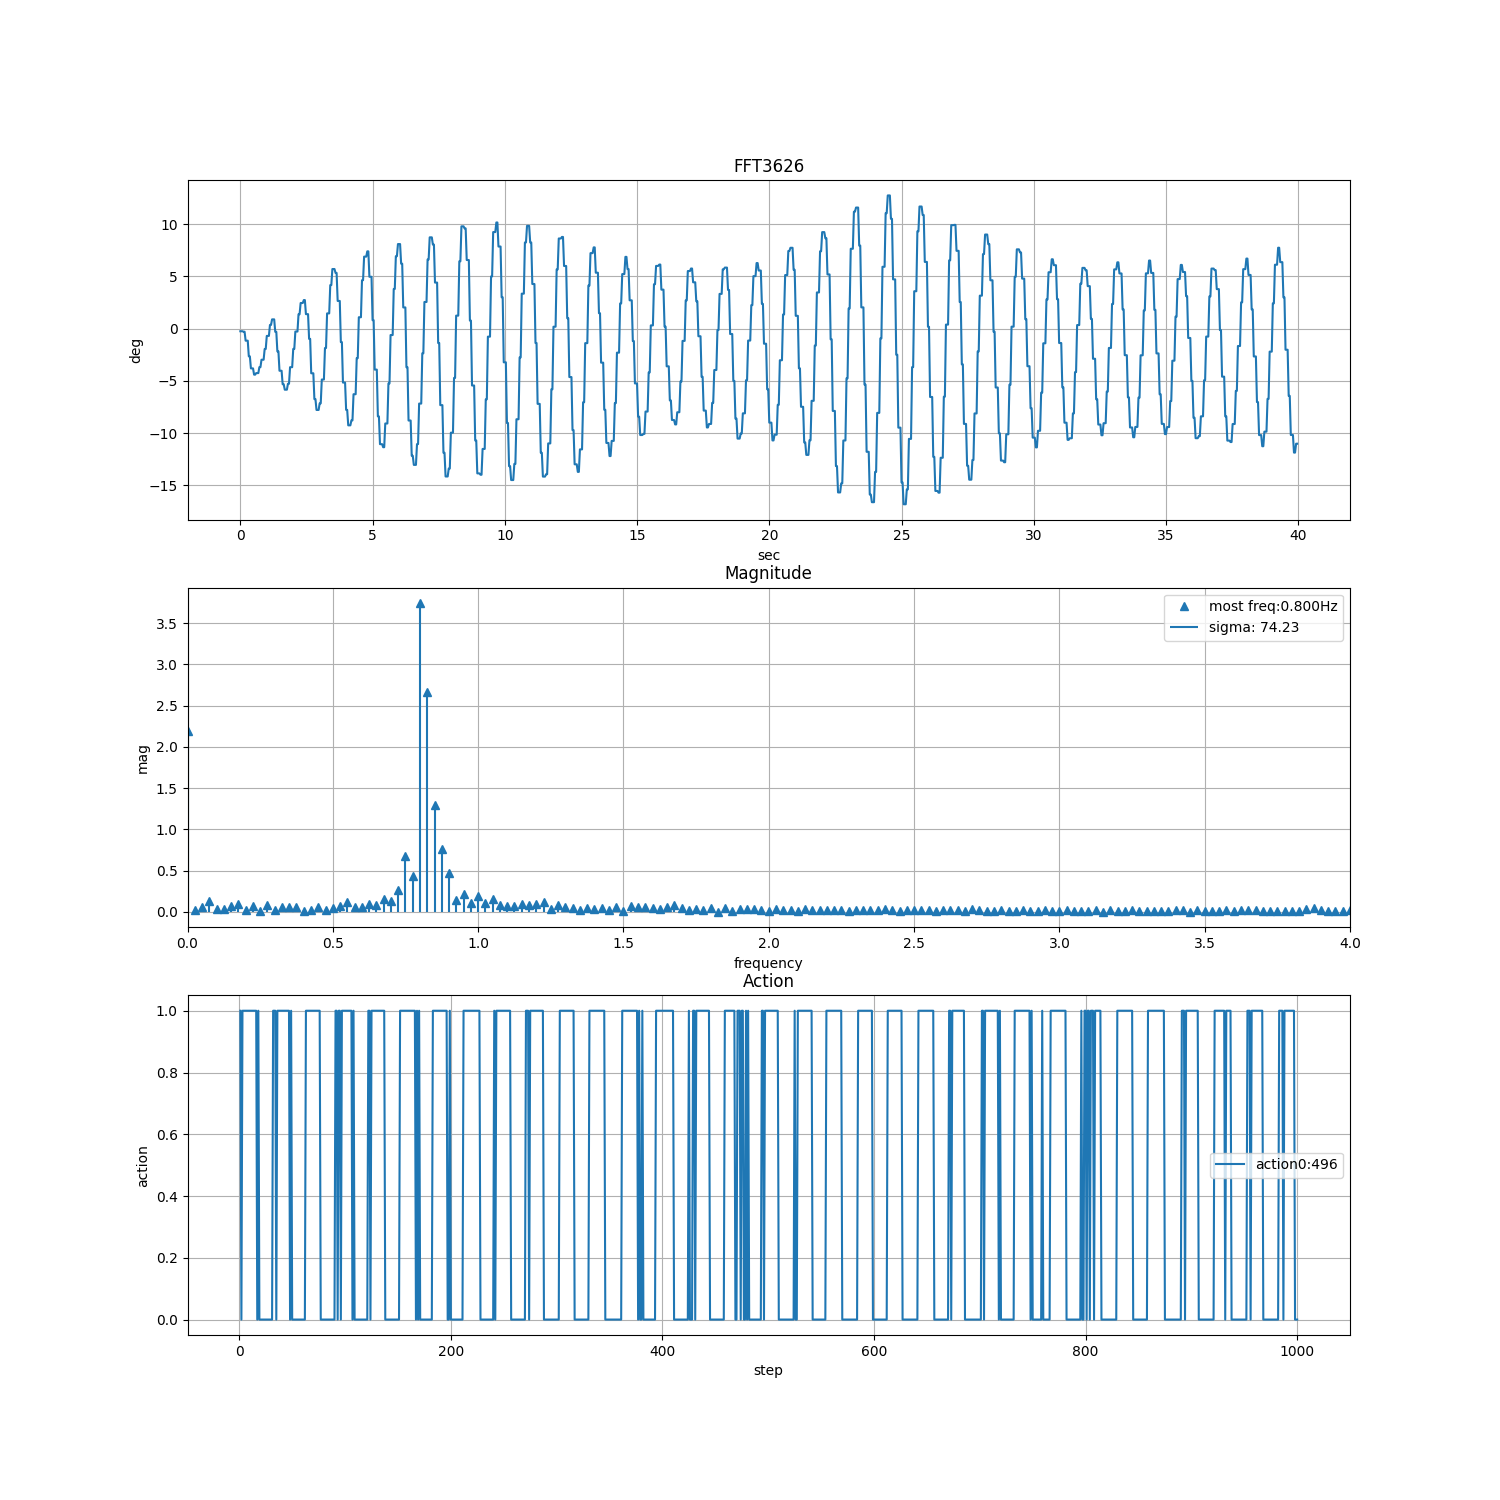 FFT3626
10
5
0
−5
−10
−15
deg
0 5 10 15 20 25 30 35 40
sec
Magnitude
most freq:0.800Hz
sigma: 74.23
3.5
3.0
2.5
2.0
1.5
1.0
0.5
0.0
mag
0.0 0.5 1.0 1.5 2.0 2.5 3.0 3.5 4.0
frequency
Action
1.0
0.8
0.6
0.4
0.2
0.0
action
action0:496
0 200 400 600 800 1000
step